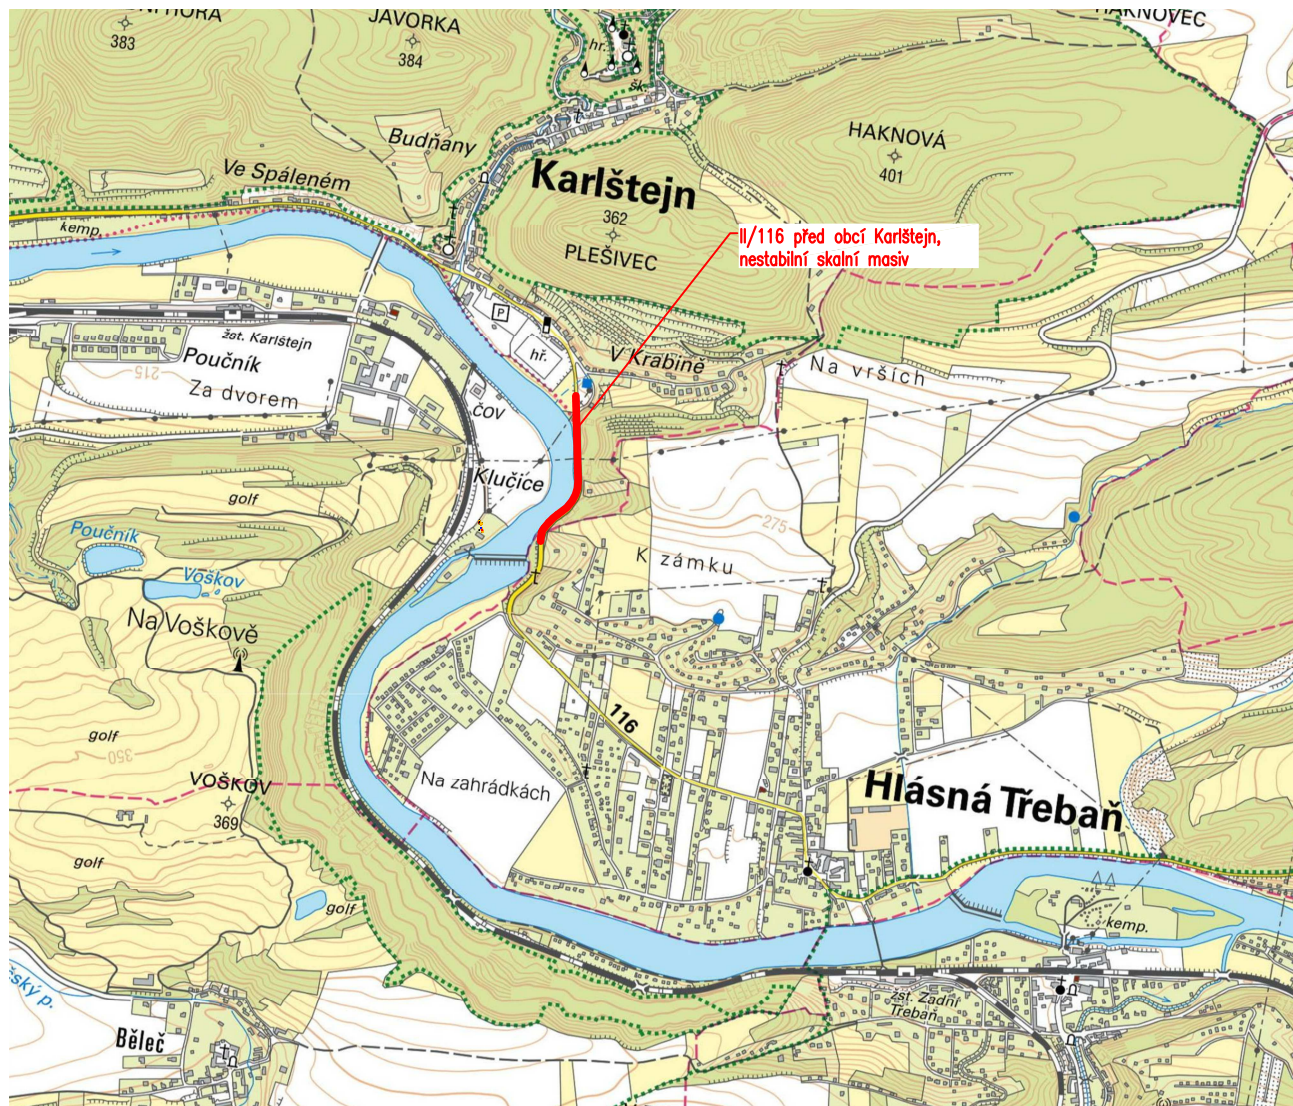 JAVORKA
384
383
HAKNOVEC
hr.
šk.
Budňany
HAKNOVÁ
401
Ve Spáleném
Karlštejn
362
PLEŠIVEC
kemp.
II/116 před obcí Karlštejn,
nestabilní skalní masiv
P
hř.
V Krabině
Na vrších
žst. Karlštejn
Poučník
215
Za dvorem
ČOV
Klučice
golf
275
K zámku
Poučník
Voškov
Na Voškově
116
golf
350
VOŠKOV
369
Na zahrádkách
Hlásná Třebaň
golf
golf
kemp.
žst. Zadní
Třebaň
ský p.
Běleč